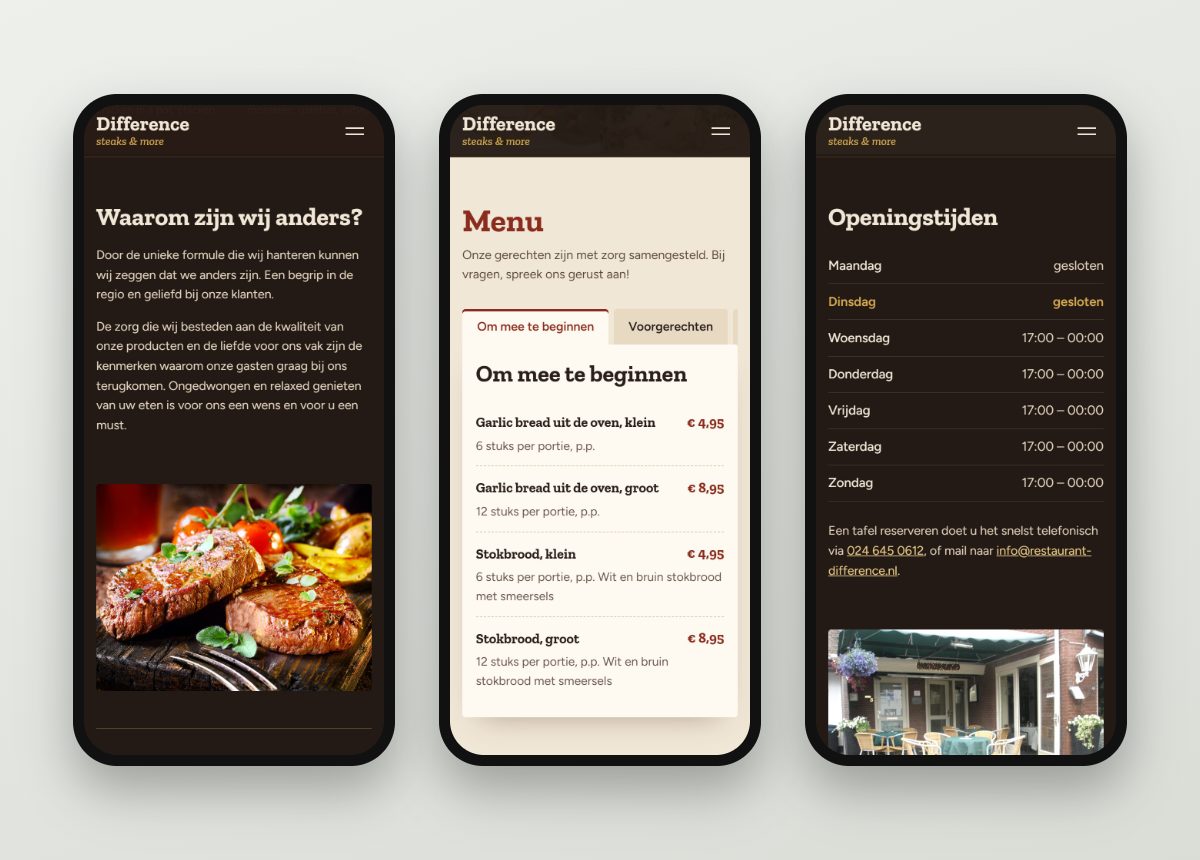 Difference
steaks & more
Waarom zijn wij anders?
Door de unieke formule die wij hanteren kunnen
wij zeggen dat we anders zijn. Een begrip in de
regio en geliefd bij onze klanten.
De zorg die wij besteden aan de kwaliteit van
onze producten en de liefde voor ons vak zijn de
kenmerken waarom onze gasten graag bij ons
terugkomen. Ongedwongen en relaxed genieten
van uw eten is voor ons een wens en voor u een
must.
Difference
steaks & more
Menu
Onze gerechten zijn met zorg samengesteld. Bij
vragen, spreek ons gerust aan!
Om mee te beginnen
Voorgerechten
Om mee te beginnen
Garlic bread uit de oven, klein € 4,95
6 stuks per portie, p.p.
Garlic bread uit de oven, groot € 8,95
12 stuks per portie, p.p.
Stokbrood, klein € 4,95
6 stuks per portie, p.p. Wit en bruin stokbrood
met smeersels
Stokbrood, groot € 8,95
12 stuks per portie, p.p. Wit en bruin
stokbrood met smeersels
Difference
steaks & more
Openingstijden
Maandag gesloten
Dinsdag gesloten
Woensdag 17:00 – 00:00
Donderdag 17:00 – 00:00
Vrijdag 17:00 – 00:00
Zaterdag 17:00 – 00:00
Zondag 17:00 – 00:00
Een tafel reserveren doet u het snelst telefonisch
via 024 645 0612, of mail naar info@restaurant-
difference.nl.